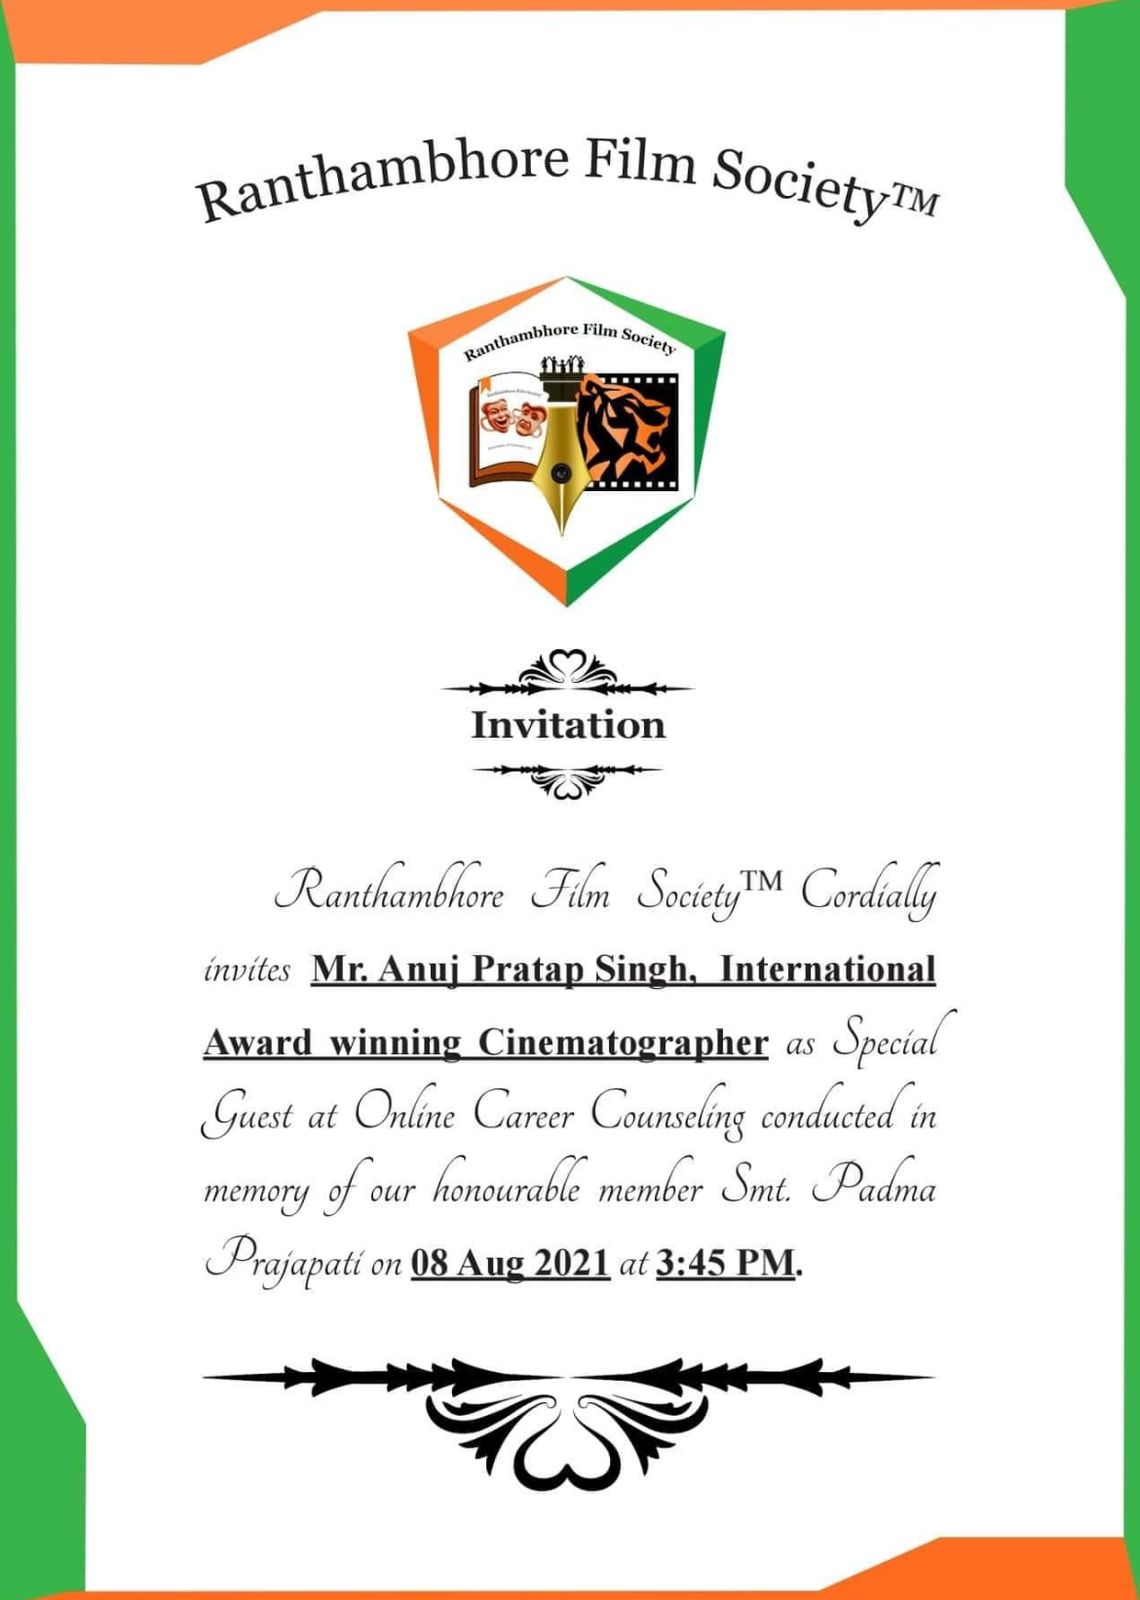 Ranthambhore Film Society™
Ranthambhore Film Society
Invitation
Ranthambhore Film Society™ Cordially
invites Mr. Anuj Pratap Singh, International
Award winning Cinematographer as Special
Guest at Online Career Counseling conducted in
memory of our honourable member Smt. Padma
Prajapati on 08 Aug 2021 at 3:45 PM.